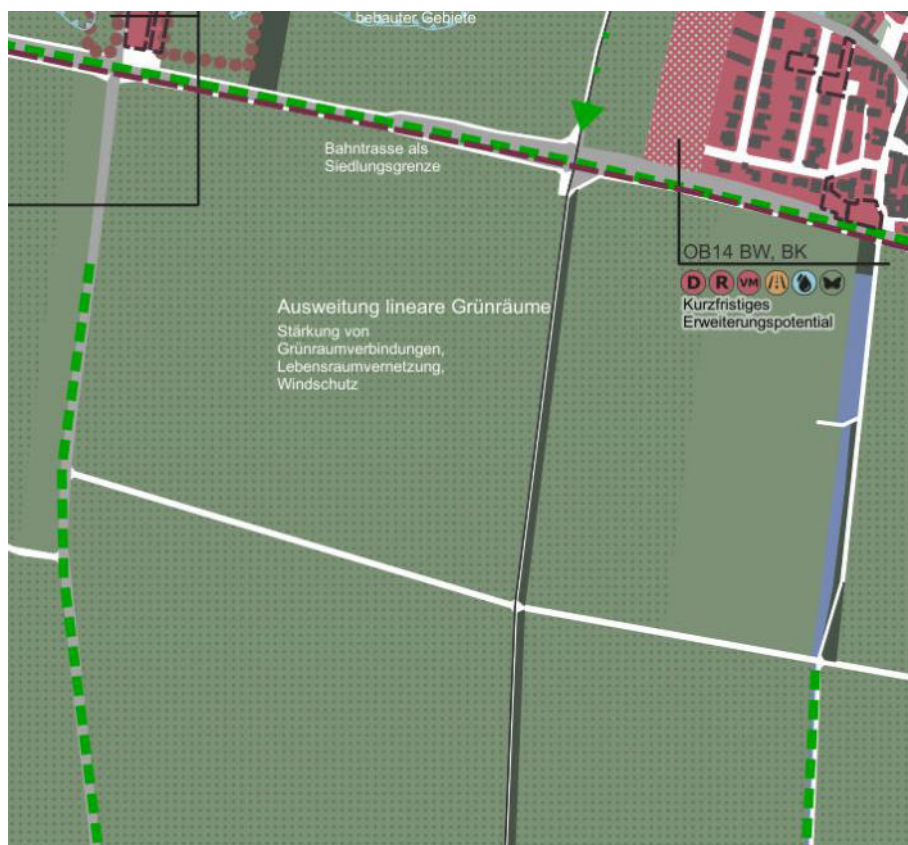 bebauter Gebiete
Bahntrasse als
Siedlungsgrenze
OB14 BW, BK
D R VM
Kurzfristiges
Erweiterungspotential
Ausweitung lineare Grünräume
Stärkung von
Grünraumverbindungen,
Lebensraumvernetzung,
Windschutz